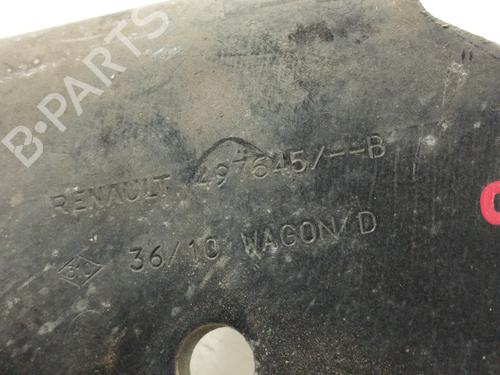 B-PARTS
RENAULT 497645/--B
36/10 WAGON/D